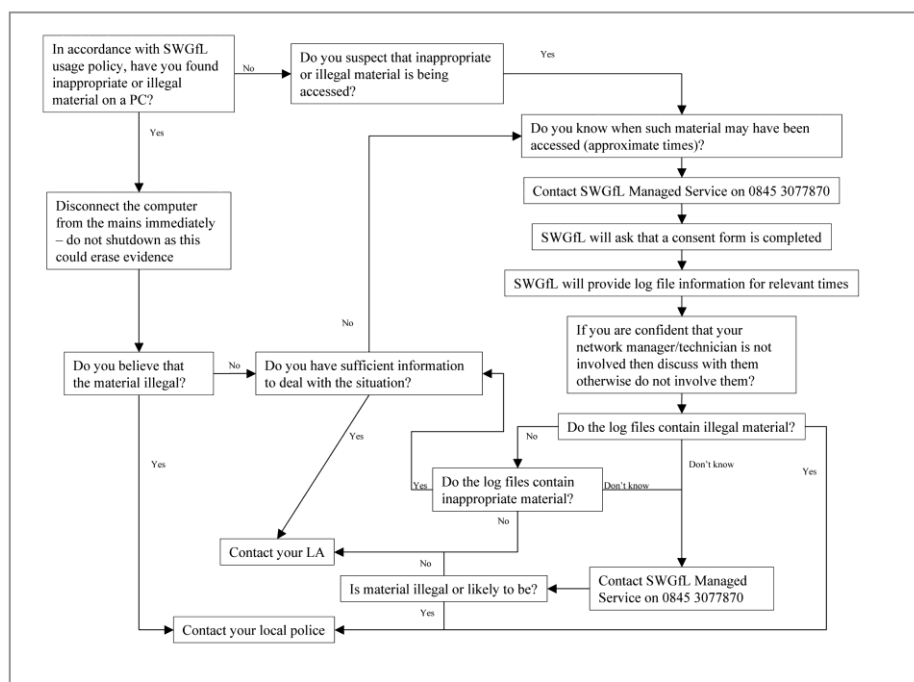 In accordance with SWGfL
usage policy, have you found
inappropriate or illegal
material on a PC?
No
Do you suspect that inappropriate
or illegal material is being
accessed?
Yes
Yes
Do you know when such material may have been
accessed (approximate times)?
Contact SWGfL Managed Service on 0845 3077870
Disconnect the computer
from the mains immediately
– do not shutdown as this
could erase evidence
SWGfL will ask that a consent form is completed
SWGfL will provide log file information for relevant times
No
If you are confident that your
network manager/technician is not
involved then discuss with them
otherwise do not involve them?
Do you believe that
the material illegal?
No
Do you have sufficient information
to deal with the situation?
Do the log files contain illegal material?
Yes
Yes
No
Don't know
Yes
Do the log files contain
inappropriate material?
Yes
Don't know
No
Contact your LA
No
Is material illegal or likely to be?
Contact SWGfL Managed
Service on 0845 3077870
Yes
Contact your local police